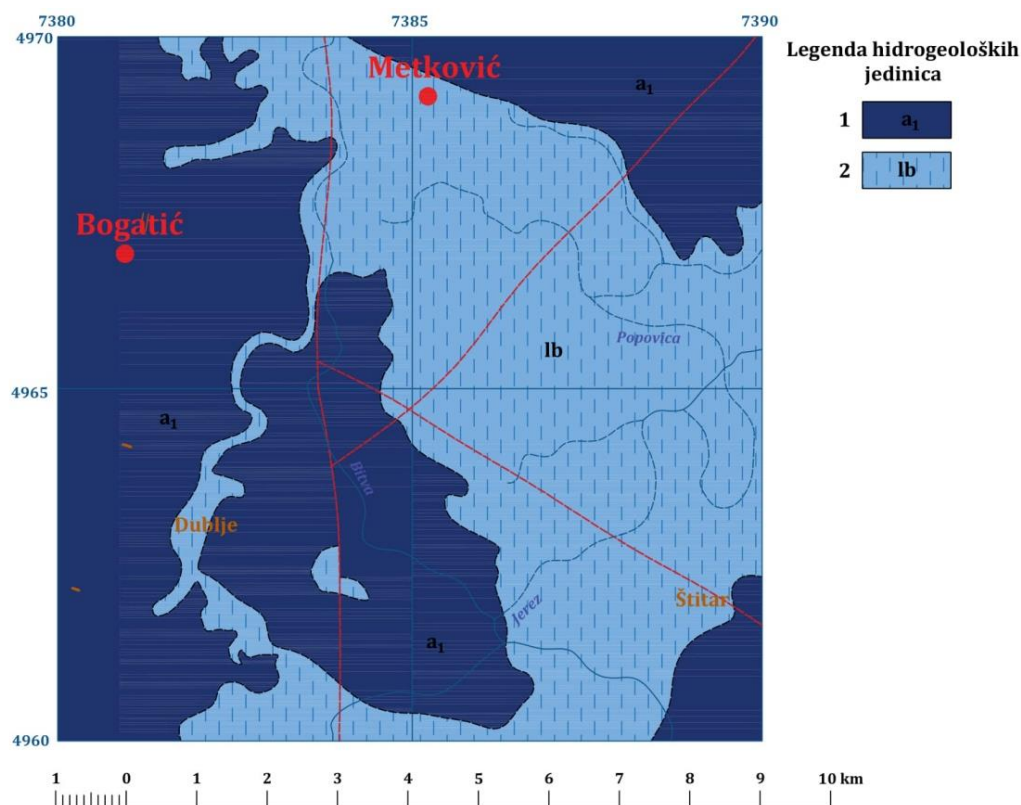 7380
7385
7390
4970
Metković
a₁
Legenda hidrogeoloških
jedinica
1 a₁
2 lb
Bogatić
Popovica
lb
4965
a₁
Bitva
Dublje
Štitar
Jerez
a₁
4960
1 0 1 2 3 4 5 6 7 8 9 10 km